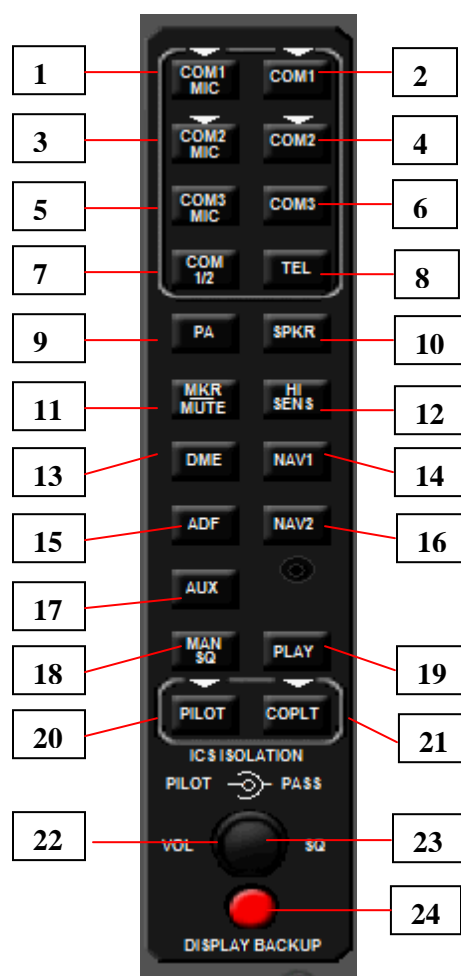 1
COM1
MIC
COM1
2
3
COM2
MIC
COM2
4
5
COM3
MIC
COM3
6
7
COM
1/2
TEL
8
9
PA
SPKR
10
11
MKR
MUTE
HI
SENS
12
13
DME
NAV1
14
15
ADF
NAV2
16
17
AUX
18
MAN
SQ
PLAY
19
20
PILOT
COPLT
21
ICS ISOLATION
PILOT PASS
22
VOL
SQ
23
24
DISPLAY BACKUP